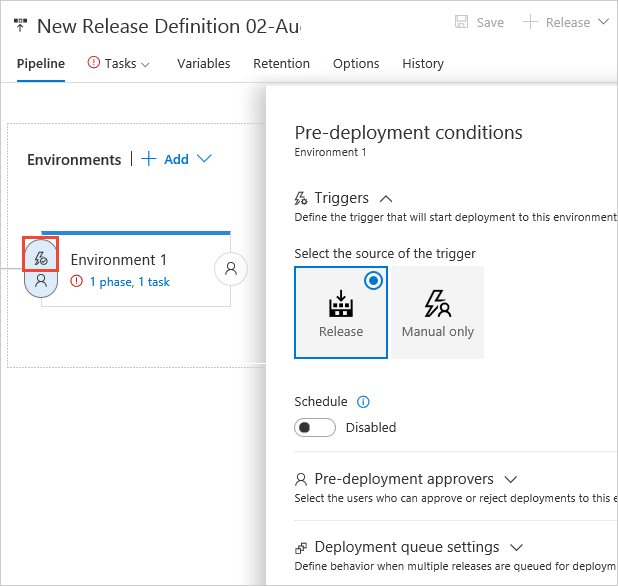 New Release Definition 02-Au
Save
Release
Pipeline
Tasks
Variables
Retention
Options
History
Environments
Add
Environment 1
1 phase, 1 task
Pre-deployment conditions
Environment 1
Triggers
Define the trigger that will start deployment to this environment
Select the source of the trigger
Release
Manual only
Schedule
Disabled
Pre-deployment approvers
Select the users who can approve or reject deployments to this e
Deployment queue settings
Define behavior when multiple releases are queued for deploym